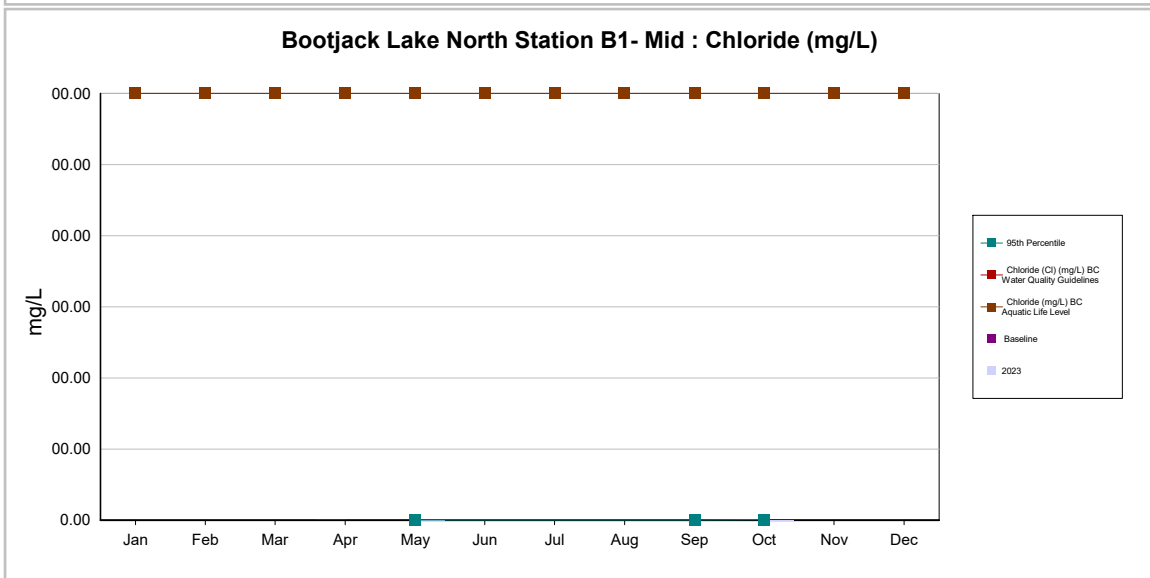 Bootjack Lake North Station B1- Mid : Chloride (mg/L)
00.00
00.00
00.00
00.00
00.00
00.00
0.00
mg/L
Jan Feb Mar Apr May Jun Jul Aug Sep Oct Nov Dec
95th Percentile
Chloride (Cl) (mg/L) BC
Water Quality Guidelines
Chloride (mg/L) BC
Aquatic Life Level
Baseline
2023